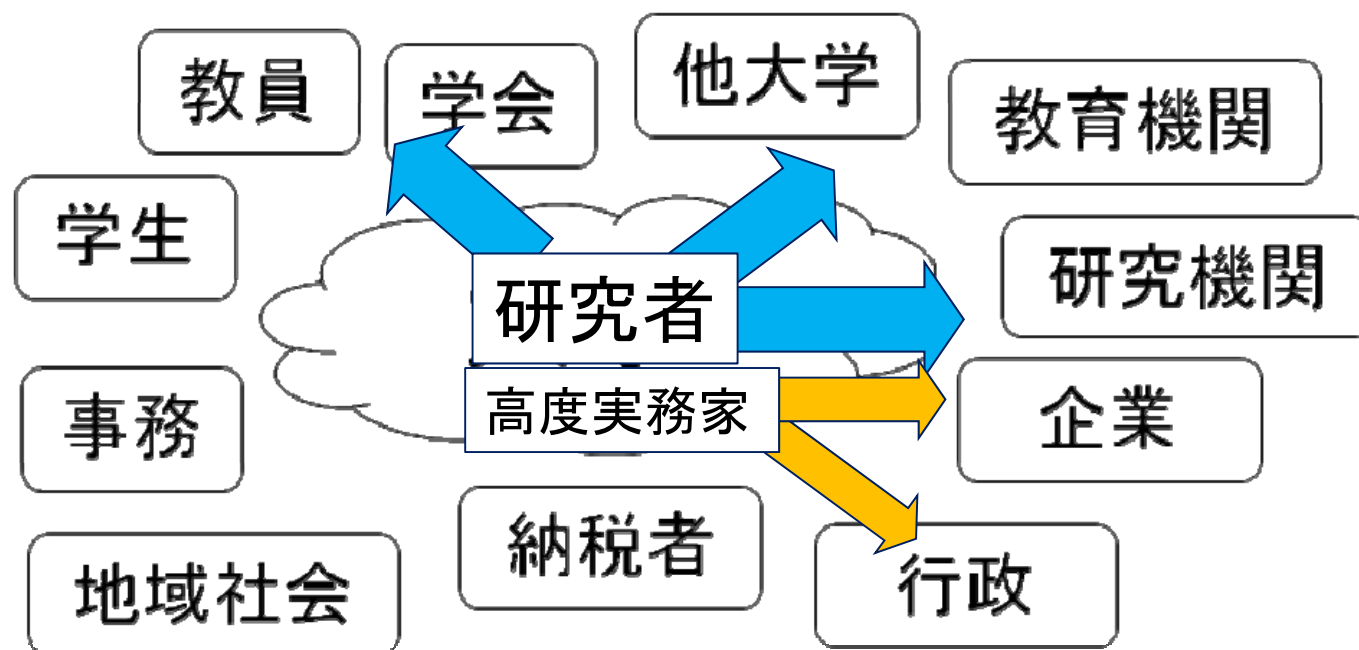 教員
学会
他大学
教育機関
学生
研究機関
研究者
高度実務家
事務
企業
納税者
行政
地域社会